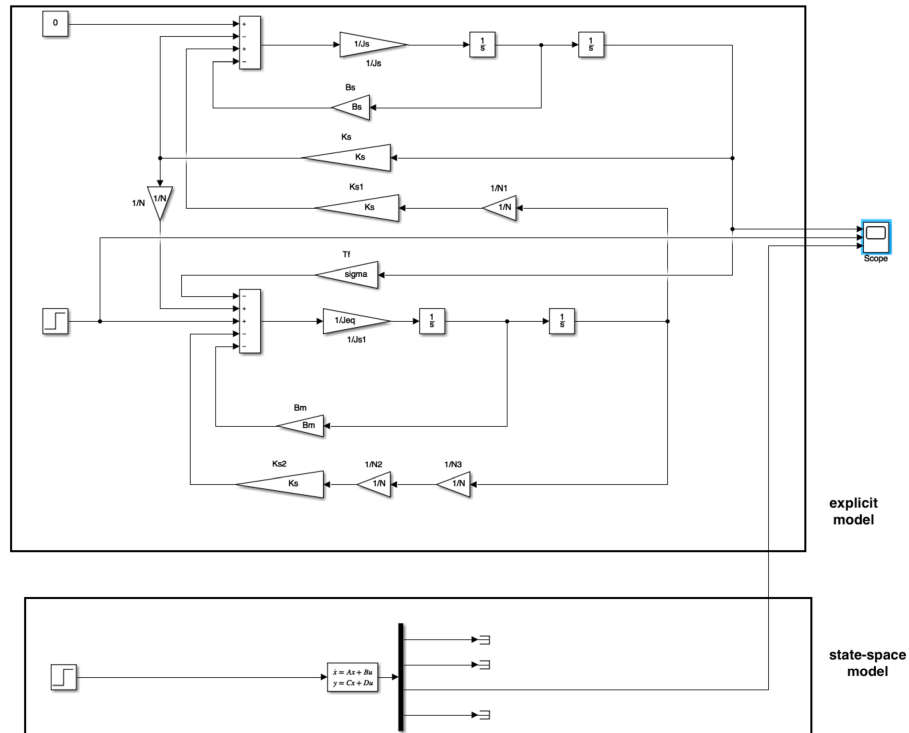 0
+
−
+
−
1/Js
1/s
1/s
1/Js
Bs
Bs
Ks
Ks
Ks1
Ks
1/N1
1/N
1/N
1/N
Tf
sigma
Scope
−
+
+
−
−
1/Jeq
1/s
1/s
1/Js1
Bm
Bm
Ks2
Ks
1/N2
1/N
1/N3
1/N
explicit
model
ẋ = Ax + Bu
y = Cx + Du
state-space
model